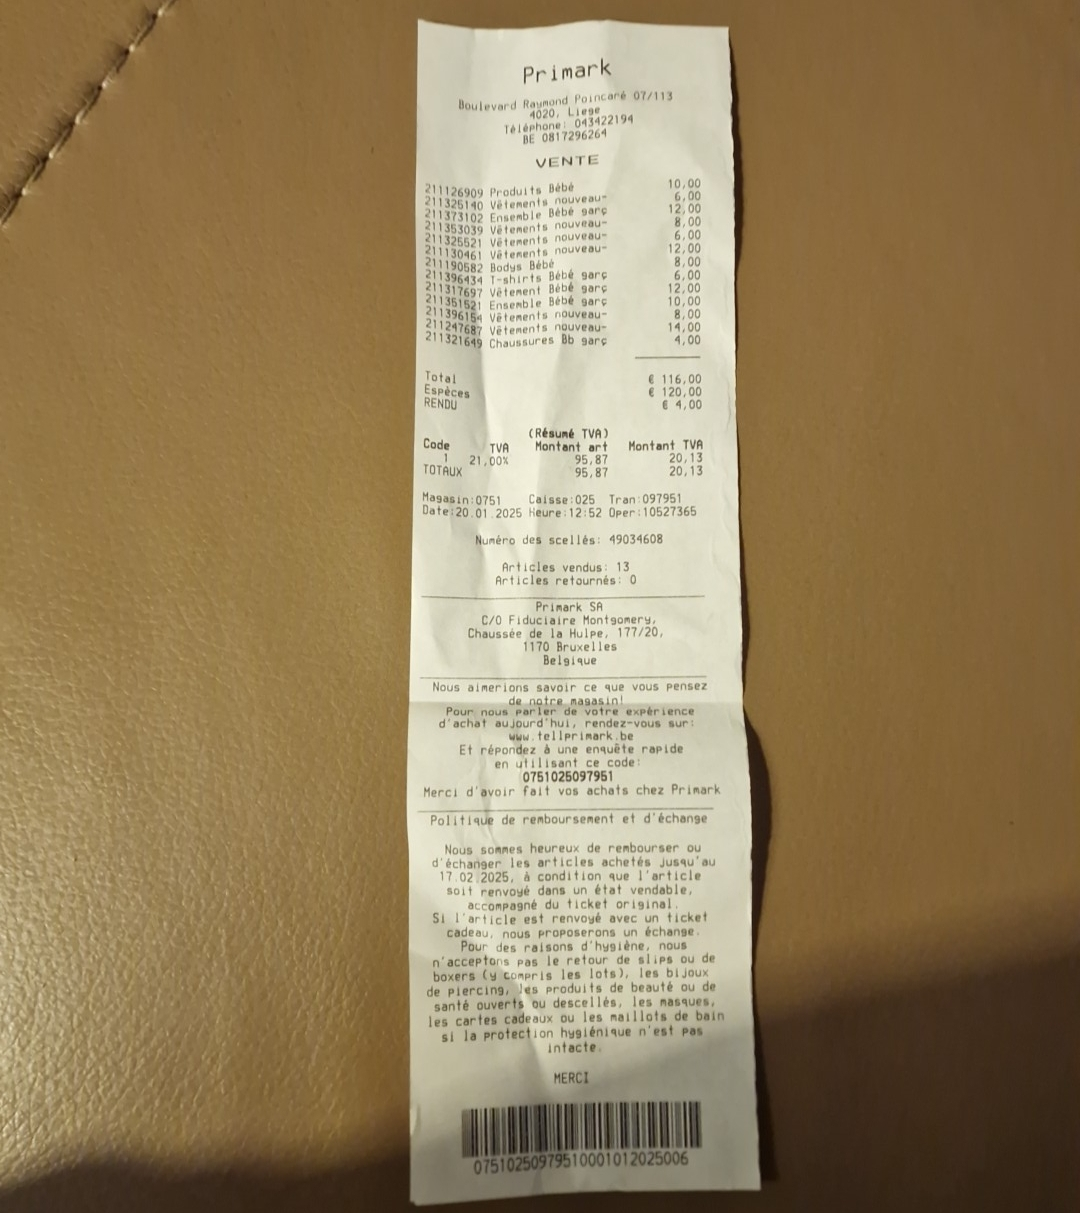 Primark
Boulevard Raymond Poincaré 07/113
4020, Liege
Téléphone: 043422194
BE 0817296264
VENTE
211126909 Produits Bébé 10,00
211325140 Vêtements nouveau- 6,00
211373102 Ensemble Bébé garç 12,00
211353039 Vêtements nouveau- 8,00
211325521 Vêtements nouveau- 6,00
211130461 Vêtements nouveau- 12,00
211190582 Bodys Bébé 8,00
211396434 T-shirts Bébé garç 6,00
211317697 Vêtement Bébé garç 12,00
211351521 Ensemble Bébé garç 10,00
211396154 Vêtements nouveau- 8,00
211247687 Vêtements nouveau- 14,00
211321649 Chaussures Bb garç 4,00
Total € 116,00
Espèces € 120,00
RENDU € 4,00
(Résumé TVA)
Code TVA Montant art Montant TVA
1 21,00% 95,87 20,13
TOTAUX 95,87 20,13
Magasin:0751 Caisse:025 Tran:097951
Date:20.01.2025 Heure:12:52 Oper:10527365
Numéro des scellés: 49034608
Articles vendus: 13
Articles retournés: 0
Primark SA
C/O Fiduciaire Montgomery,
Chaussée de la Hulpe, 177/20,
1170 Bruxelles
Belgique
Nous aimerions savoir ce que vous pensez
de notre magasin!
Pour nous parler de votre expérience
d'achat aujourd'hui, rendez-vous sur:
www.tellprimark.be
Et répondez à une enquête rapide
en utilisant ce code:
0751025097951
Merci d'avoir fait vos achats chez Primark
Politique de remboursement et d'échange
Nous sommes heureux de rembourser ou
d'échanger les articles achetés jusqu'au
17.02.2025, à condition que l'article
soit renvoyé dans un état vendable,
accompagné du ticket original.
Si l'article est renvoyé avec un ticket
cadeau, nous proposerons un échange.
Pour des raisons d'hygiène, nous
n'acceptons pas le retour de slips ou de
boxers (y compris les lots), les bijoux
de piercing, les produits de beauté ou de
santé ouverts ou descellés, les masques,
les cartes cadeaux ou les maillots de bain
si la protection hygiénique n'est pas
intacte.
MERCI
07510250979510001012025006